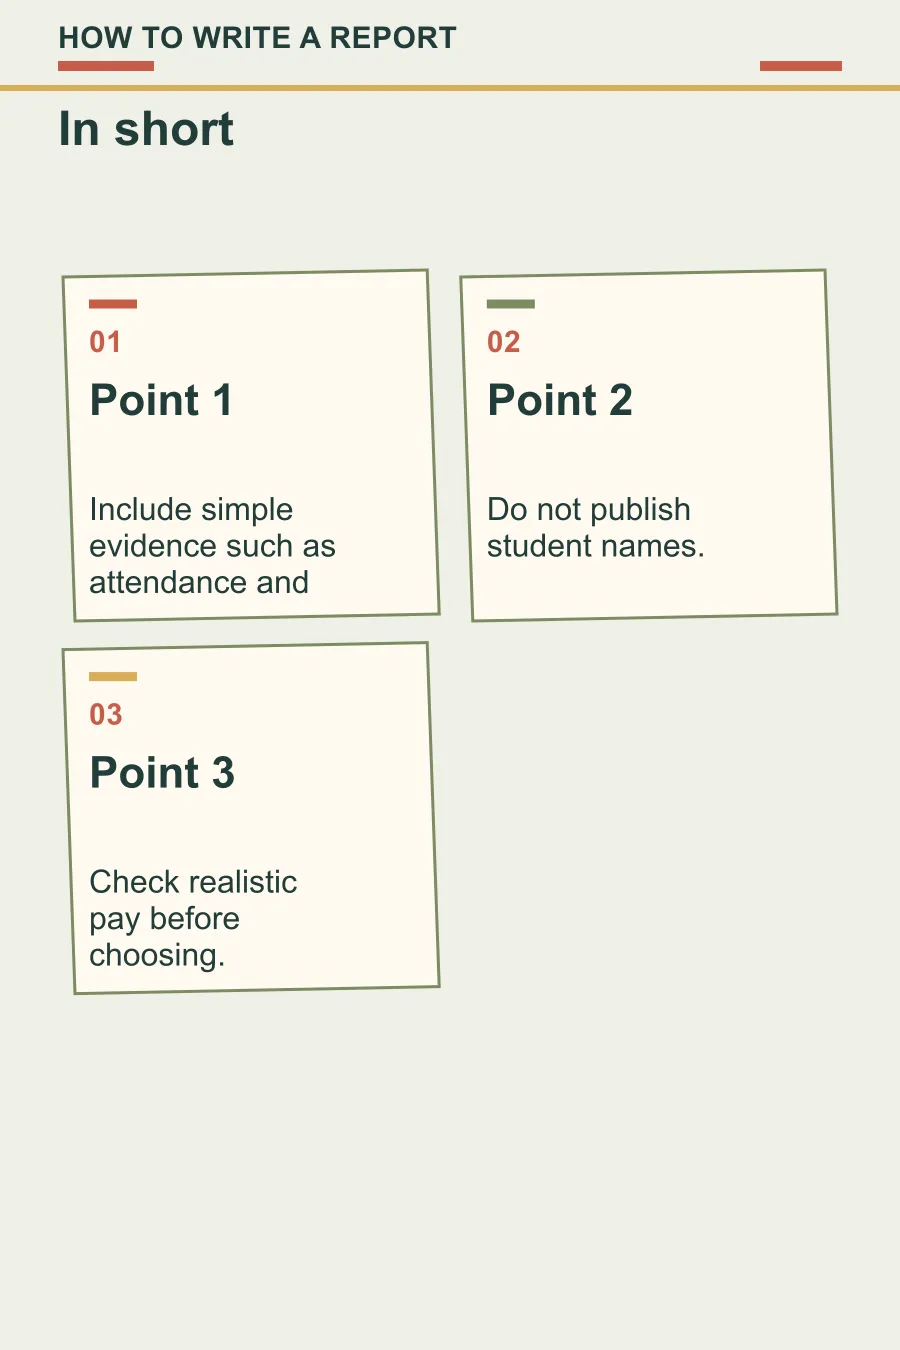 HOW TO WRITE A REPORT
In short
01
Point 1
Include simple
evidence such as
attendance and
02
Point 2
Do not publish
student names.
03
Point 3
Check realistic
pay before
choosing.